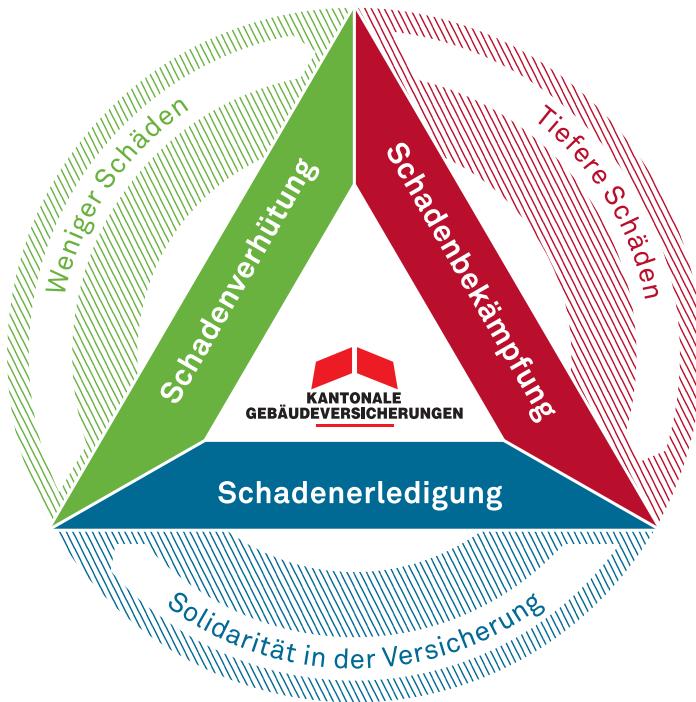 Weniger Schäden
Schadenverhütung
Tiefere Schäden
Schadenbekämpfung
KANTONALE
GEBÄUDEVERSICHERUNGEN
Schadenerledigung
Solidarität in der Versicherung